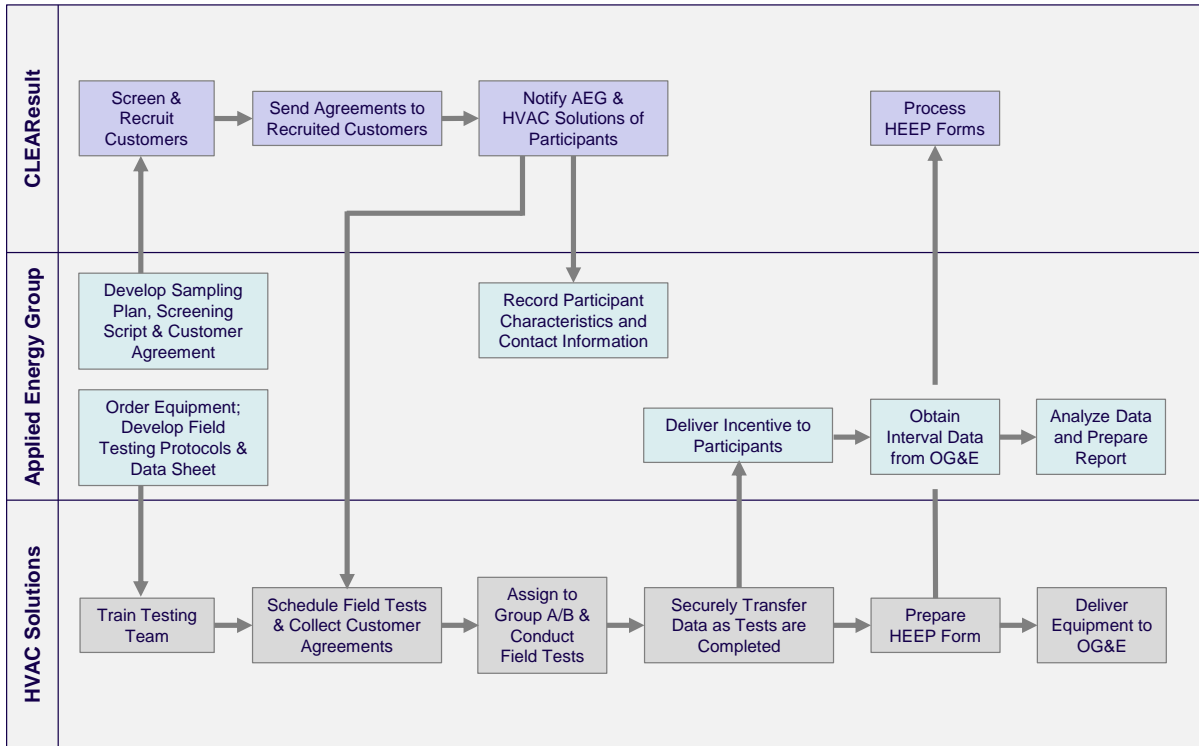 CLEAResult
Screen &
Recruit
Customers
Send Agreements to
Recruited Customers
Notify AEG &
HVAC Solutions of
Participants
Process
HEEP Forms
Applied Energy Group
Develop Sampling
Plan, Screening
Script & Customer
Agreement
Record Participant
Characteristics and
Contact Information
Order Equipment;
Develop Field
Testing Protocols &
Data Sheet
Deliver Incentive to
Participants
Obtain
Interval Data
from OG&E
Analyze Data
and Prepare
Report
HVAC Solutions
Train Testing
Team
Schedule Field Tests
& Collect Customer
Agreements
Assign to
Group A/B &
Conduct
Field Tests
Securely Transfer
Data as Tests are
Completed
Prepare
HEEP Form
Deliver
Equipment to
OG&E